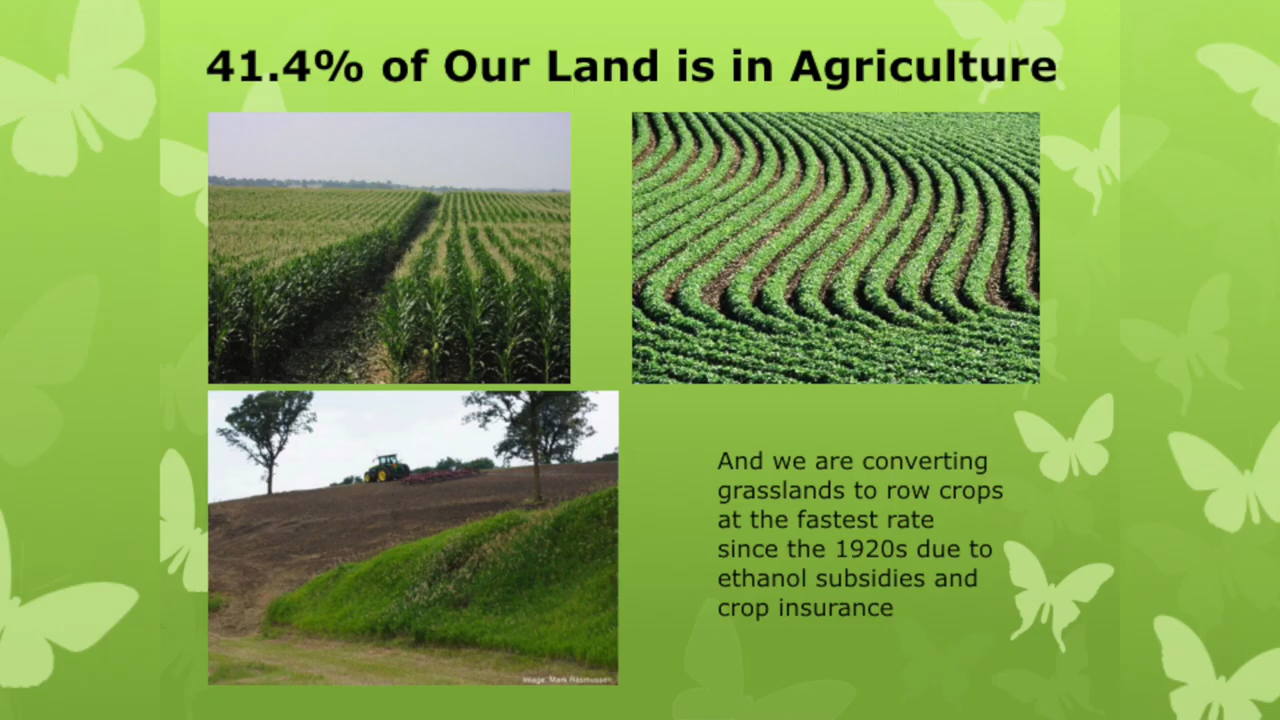 41.4% of Our Land is in Agriculture
And we are converting
grasslands to row crops
at the fastest rate
since the 1920s due to
ethanol subsidies and
crop insurance
Image: Mark Rasmussen